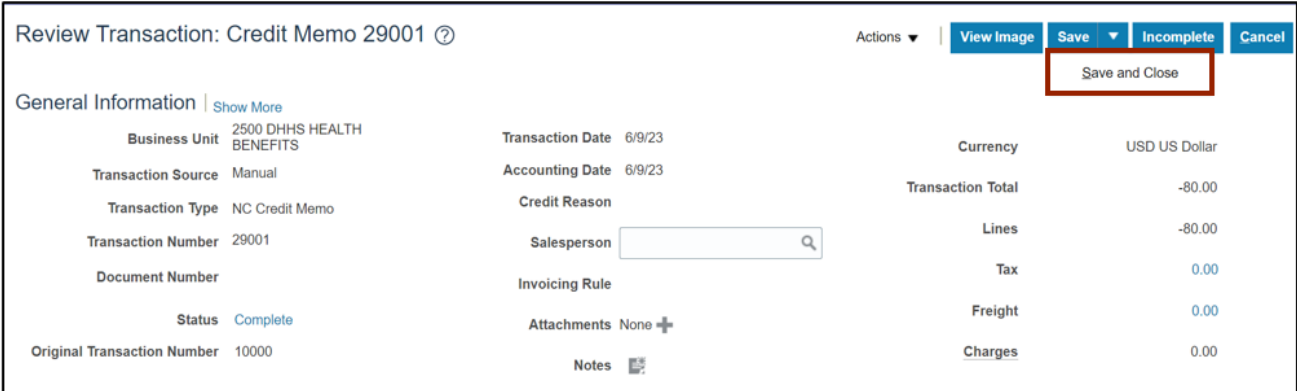 Review Transaction: Credit Memo 29001
Actions View Image Save Incomplete Cancel
Save and Close
General Information Show More
Business Unit 2500 DHHS HEALTH
BENEFITS
Transaction Source Manual
Transaction Type NC Credit Memo
Transaction Number 29001
Document Number
Status Complete
Original Transaction Number 10000
Transaction Date 6/9/23
Accounting Date 6/9/23
Credit Reason
Salesperson
Invoicing Rule
Attachments None
Notes
Currency USD US Dollar
Transaction Total -80.00
Lines -80.00
Tax 0.00
Freight 0.00
Charges 0.00